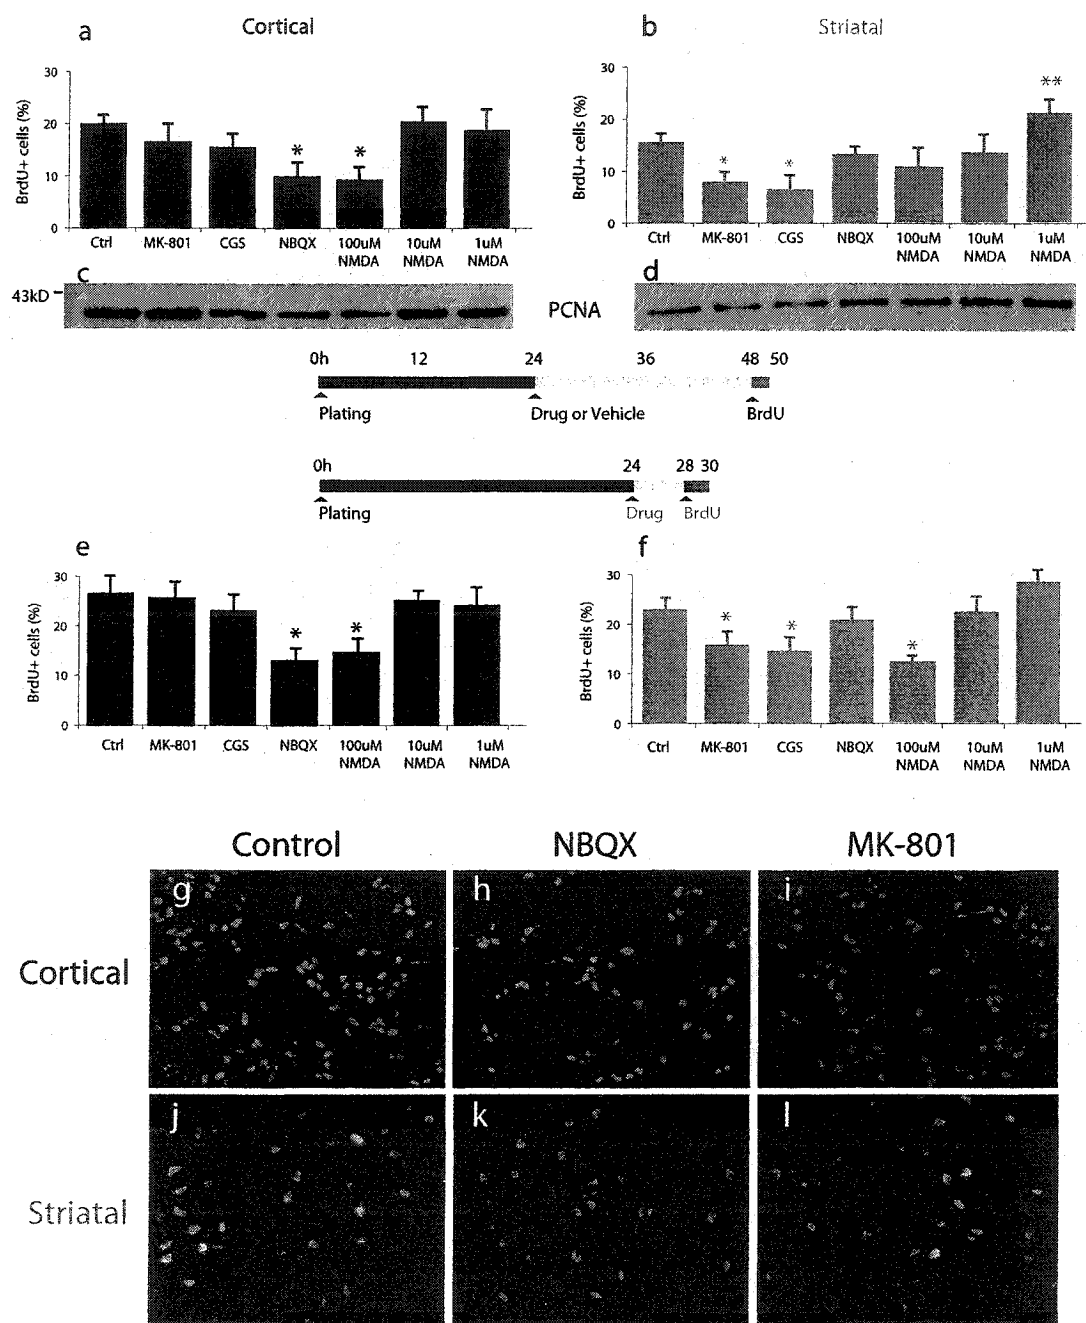 a Cortical
BrdU+ cells (%)
30
20
10
0
* *
Ctrl MK-801 CGS NBQX 100uM NMDA 10uM NMDA 1uM NMDA
b Striatal
BrdU+ cells (%)
30
20
10
0
* * **
Ctrl MK-801 CGS NBQX 100uM NMDA 10uM NMDA 1uM NMDA
c
43kD
PCNA
d
0h 12 24 36 48 50
Plating Drug or Vehicle BrdU
0h 24 28 30
Plating Drug BrdU
e
BrdU+ cells (%)
30
20
10
0
* *
Ctrl MK-801 CGS NBQX 100uM NMDA 10uM NMDA 1uM NMDA
f
BrdU+ cells (%)
30
20
10
0
* * *
Ctrl MK-801 CGS NBQX 100uM NMDA 10uM NMDA 1uM NMDA
Control NBQX MK-801
Cortical
g h i
Striatal
j k l